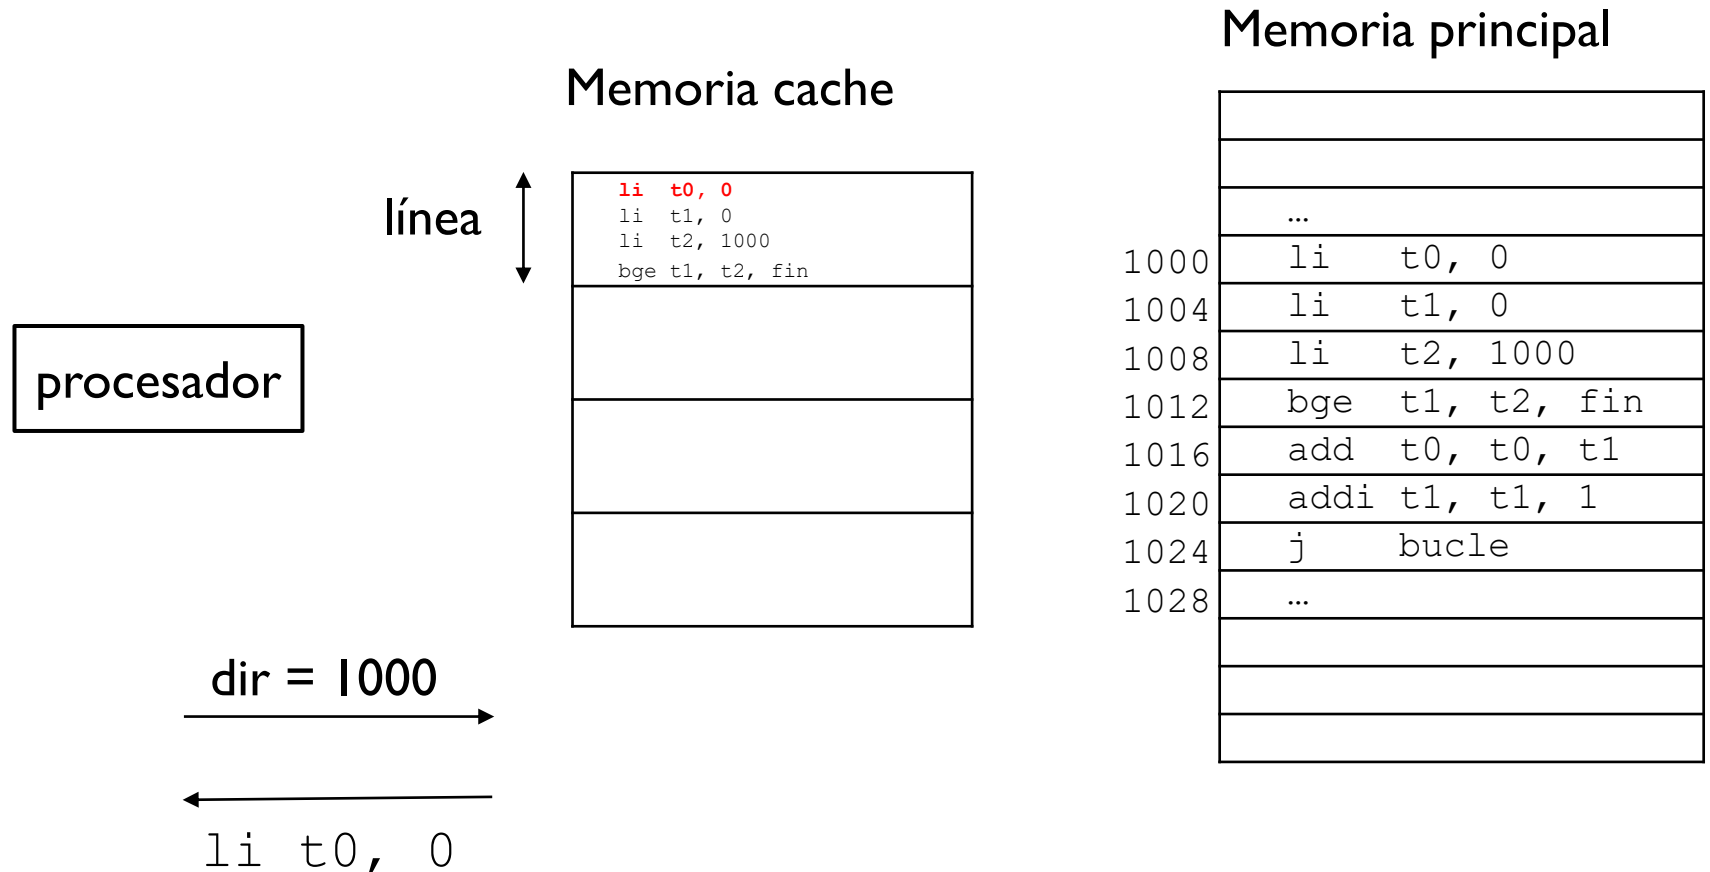 Memoria principal
Memoria cache
línea
li t0, 0
li t1, 0
li t2, 1000
bge t1, t2, fin
procesador
…
1000 li t0, 0
1004 li t1, 0
1008 li t2, 1000
1012 bge t1, t2, fin
1016 add t0, t0, t1
1020 addi t1, t1, 1
1024 j bucle
1028 …
dir = 1000
li t0, 0